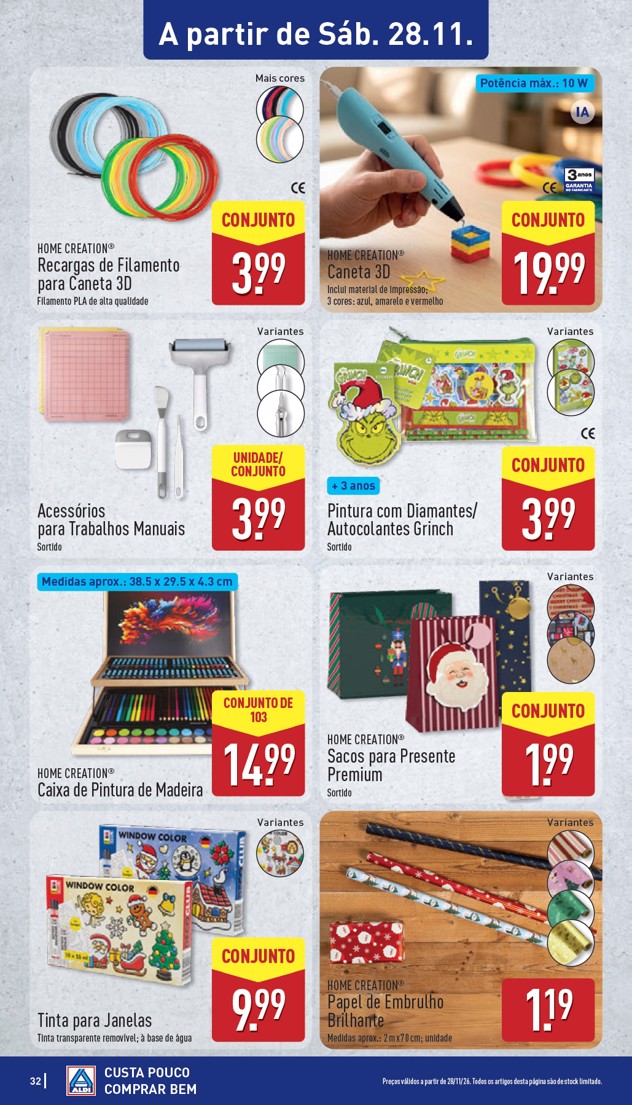 A partir de Sáb. 28.11.
Mais cores
CE
CONJUNTO
3.99
HOME CREATION®
Recargas de Filamento
para Caneta 3D
Filamento PLA de alta qualidade
Potência máx.: 10 W
IA
CE
3 anos
GARANTIA
CONJUNTO
19.99
HOME CREATION®
Caneta 3D
Inclui material de impressão;
3 cores: azul, amarelo e vermelho
Variantes
UNIDADE/
CONJUNTO
3.99
Acessórios
para Trabalhos Manuais
Sortido
Variantes
GRINCH
CE
+ 3 anos
CONJUNTO
3.99
Pintura com Diamantes/
Autocolantes Grinch
Sortido
Medidas aprox.: 38.5 x 29.5 x 4.3 cm
CONJUNTO DE
103
14.99
HOME CREATION®
Caixa de Pintura de Madeira
Variantes
CONJUNTO
1.99
HOME CREATION®
Sacos para Presente
Premium
Sortido
Variantes
WINDOW COLOR
WINDOW COLOR
CONJUNTO
9.99
Tinta para Janelas
Tinta transparente removível; à base de água
Variantes
HOME CREATION®
Papel de Embrulho
Brilhante
Medidas aprox.: 2 m x 70 cm; unidade
1.19
32
ALDI
CUSTA POUCO
COMPRAR BEM
Preços válidos a partir de 28/11/26. Todos os artigos desta página são de stock limitado.